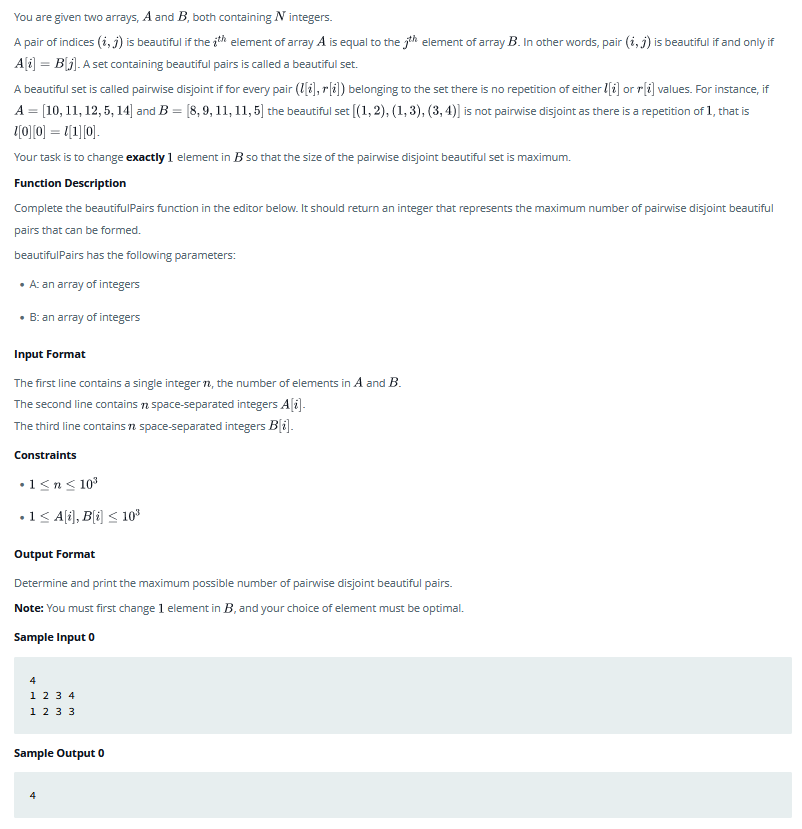 You are given two arrays, A and B, both containing N integers.
A pair of indices (i, j) is beautiful if the i^th element of array A is equal to the j^th element of array B. In other words, pair (i, j) is beautiful if and only if
A[i] = B[j]. A set containing beautiful pairs is called a beautiful set.
A beautiful set is called pairwise disjoint if for every pair (l[i], r[i]) belonging to the set there is no repetition of either l[i] or r[i] values. For instance, if
A = [10, 11, 12, 5, 14] and B = [8, 9, 11, 11, 5] the beautiful set [(1, 2), (1, 3), (3, 4)] is not pairwise disjoint as there is a repetition of 1, that is
l[0][0] = l[1][0].
Your task is to change exactly 1 element in B so that the size of the pairwise disjoint beautiful set is maximum.
Function Description
Complete the beautifulPairs function in the editor below. It should return an integer that represents the maximum number of pairwise disjoint beautiful
pairs that can be formed.
beautifulPairs has the following parameters:
• A: an array of integers
• B: an array of integers
Input Format
The first line contains a single integer n, the number of elements in A and B.
The second line contains n space-separated integers A[i].
The third line contains n space-separated integers B[i].
Constraints
• 1 ≤ n ≤ 10^3
• 1 ≤ A[i], B[i] ≤ 10^3
Output Format
Determine and print the maximum possible number of pairwise disjoint beautiful pairs.
Note: You must first change 1 element in B, and your choice of element must be optimal.
Sample Input 0
4
1 2 3 4
1 2 3 3
Sample Output 0
4